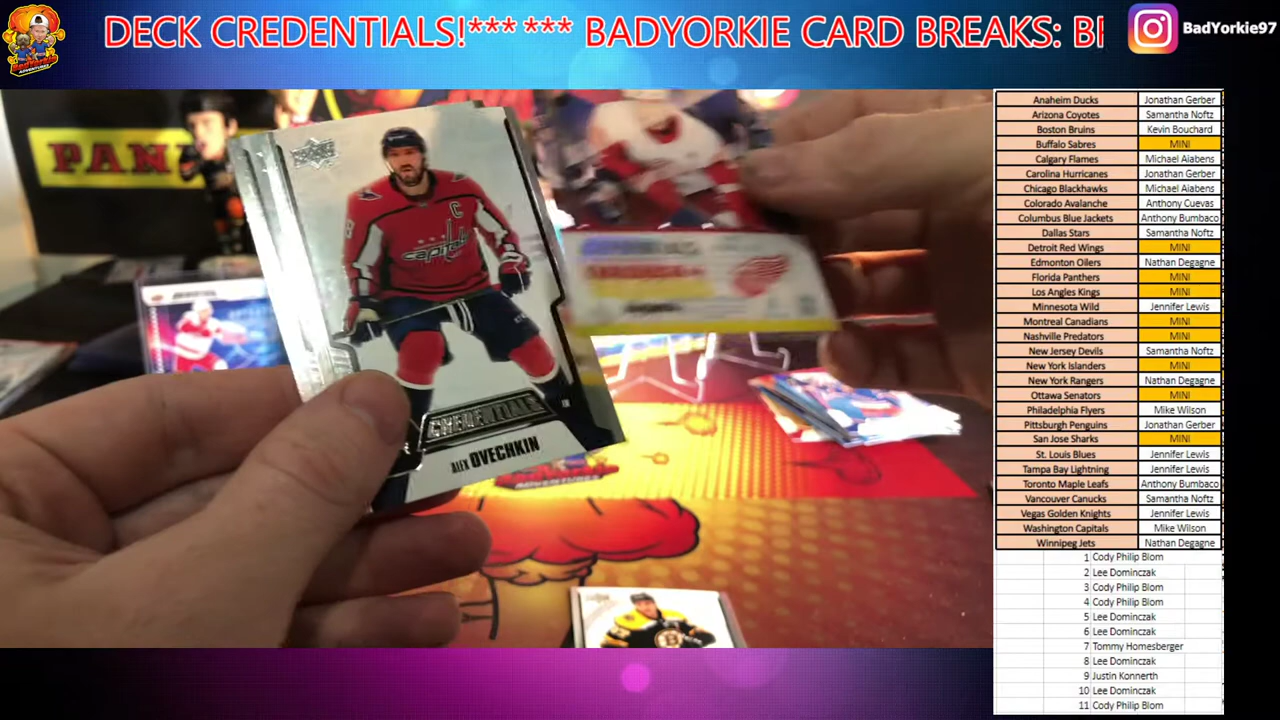 DECK CREDENTIALS!*** *** BADYORKIE CARD BREAKS: BR
BadYorkie97
PANI
UPPER DECK
C
Capitals
CREDENTIALS
ALEX OVECHKIN
ADVENTURES
Anaheim Ducks Jonathan Gerber
Arizona Coyotes Samantha Noftz
Boston Bruins Kevin Bouchard
Buffalo Sabres MINI
Calgary Flames Michael Aiabens
Carolina Hurricanes Jonathan Gerber
Chicago Blackhawks Michael Aiabens
Colorado Avalanche Anthony Cuevas
Columbus Blue Jackets Anthony Bumbaco
Dallas Stars Samantha Noftz
Detroit Red Wings MINI
Edmonton Oilers Nathan Degagne
Florida Panthers MINI
Los Angles Kings MINI
Minnesota Wild Jennifer Lewis
Montreal Canadians MINI
Nashville Predators MINI
New Jersey Devils Samantha Noftz
New York Islanders MINI
New York Rangers Nathan Degagne
Ottawa Senators MINI
Philadelphia Flyers Mike Wilson
Pittsburgh Penguins Jonathan Gerber
San Jose Sharks MINI
St. Louis Blues Jennifer Lewis
Tampa Bay Lightning Jennifer Lewis
Toronto Maple Leafs Anthony Bumbaco
Vancouver Canucks Samantha Noftz
Vegas Golden Knights Jennifer Lewis
Washington Capitals Mike Wilson
Winnipeg Jets Nathan Degagne
1 Cody Philip Blom
2 Lee Dominczak
3 Cody Philip Blom
4 Cody Philip Blom
5 Lee Dominczak
6 Lee Dominczak
7 Tommy Homesberger
8 Lee Dominczak
9 Justin Konnerth
10 Lee Dominczak
11 Cody Philip Blom